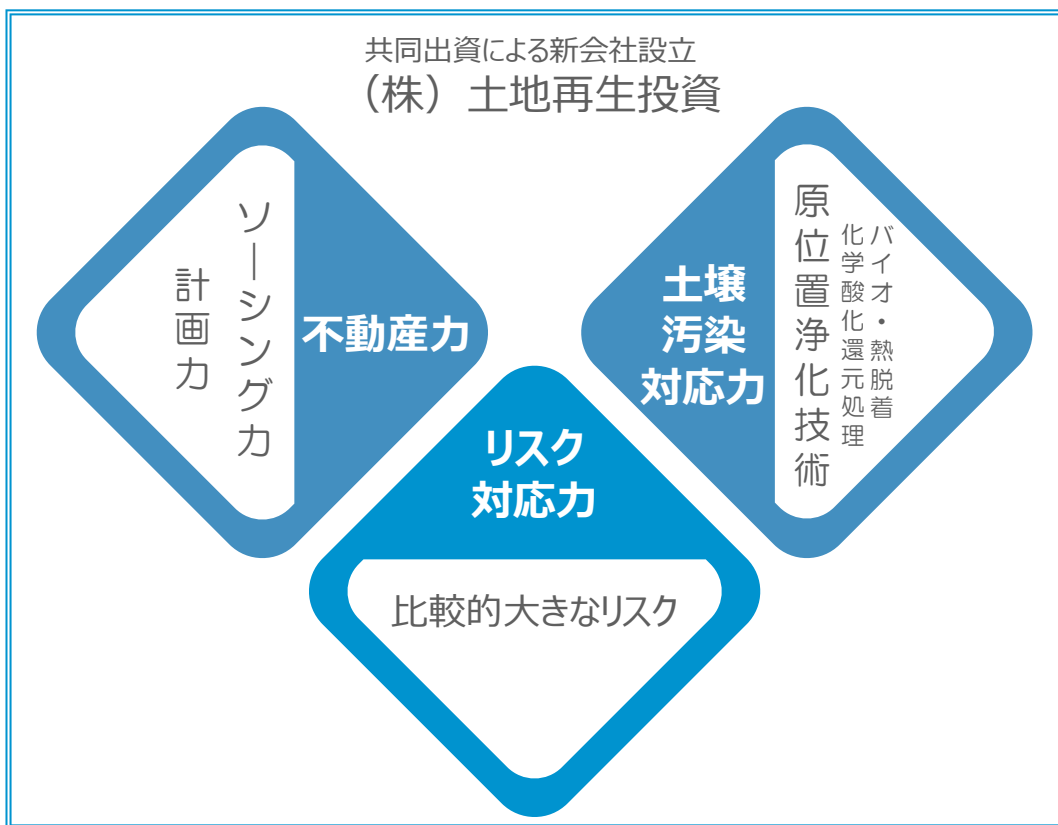 共同出資による新会社設立
（株）土地再生投資
ソーシング力
計画力
不動産力
土壌
汚染
対応力
原位置浄化技術
バイオ・熱脱着
化学酸化還元処理
リスク
対応力
比較的大きなリスク